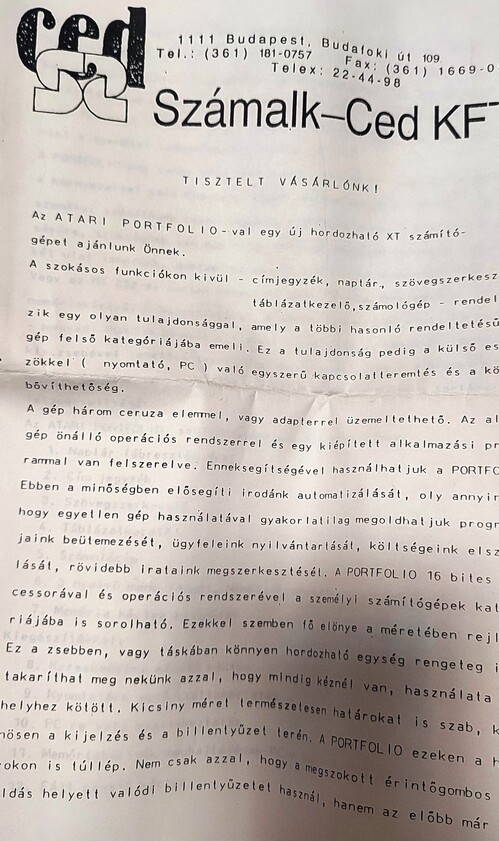 ced
1111 Budapest, Budafoki út 109.
Tel.: (361) 181-0757 Fax: (361) 1669-0
Telex: 22-44-98
Számalk-Ced KFT
TISZTELT VÁSÁRLÓNK!
Az ATARI PORTFOLIO-val egy új hordozható XT számító-
gépet ajánlunk Önnek.
A szokásos funkciókon kivül - címjegyzék, naptár., szövegszerkesz
táblázatkezelő,számológép - rendel
zik egy olyan tulajdonsággal, amely a többi hasonló rendeltetésű
gép felső kategóriájába emeli. Ez a tulajdonság pedig a külső es
zökkel ( nyomtató, PC ) való egyszerű kapcsolatteremtés és a kö
bővíthetőség.
A gép három ceruza elemmel, vagy adapterrel üzemeltethető. Az al
gép önálló operációs rendszerrel és egy kiépített alkalmazási pr
rammal van felszerelve. Enneksegítségével használhatjuk a PORTFO
Ebben a minőségben elősegíti irodánk automatizálását, oly annyir
hogy egyetlen gép használatával gyakorlatilag megoldhatjuk progr
jaink beütemezését, ügyfeleink nyilvántartását, költségeink elsz
lását, rövidebb irataink megszerkesztését. A PORTFOLIO 16 bites
cessorával és operációs rendszerével a személyi számítógépek kat
riájába is sorolható. Ezekkel szemben fő előnye a méretében rejl
Ez a zsebben, vagy táskában könnyen hordozható egység rengeteg i
takaríthat meg nekünk azzal, hogy mindig kéznél van, használata
helyhez kötött. Kicsiny méret természetesen határokat is szab, k
nösen a kijelzés és a billentyűzet terén. A PORTFOLIO ezeken a h
okon is túllép. Nem csak azzal, hogy a megszokott érintőgombos
ldás helyett valódi billentyűzetet használ, hanem az előbb már